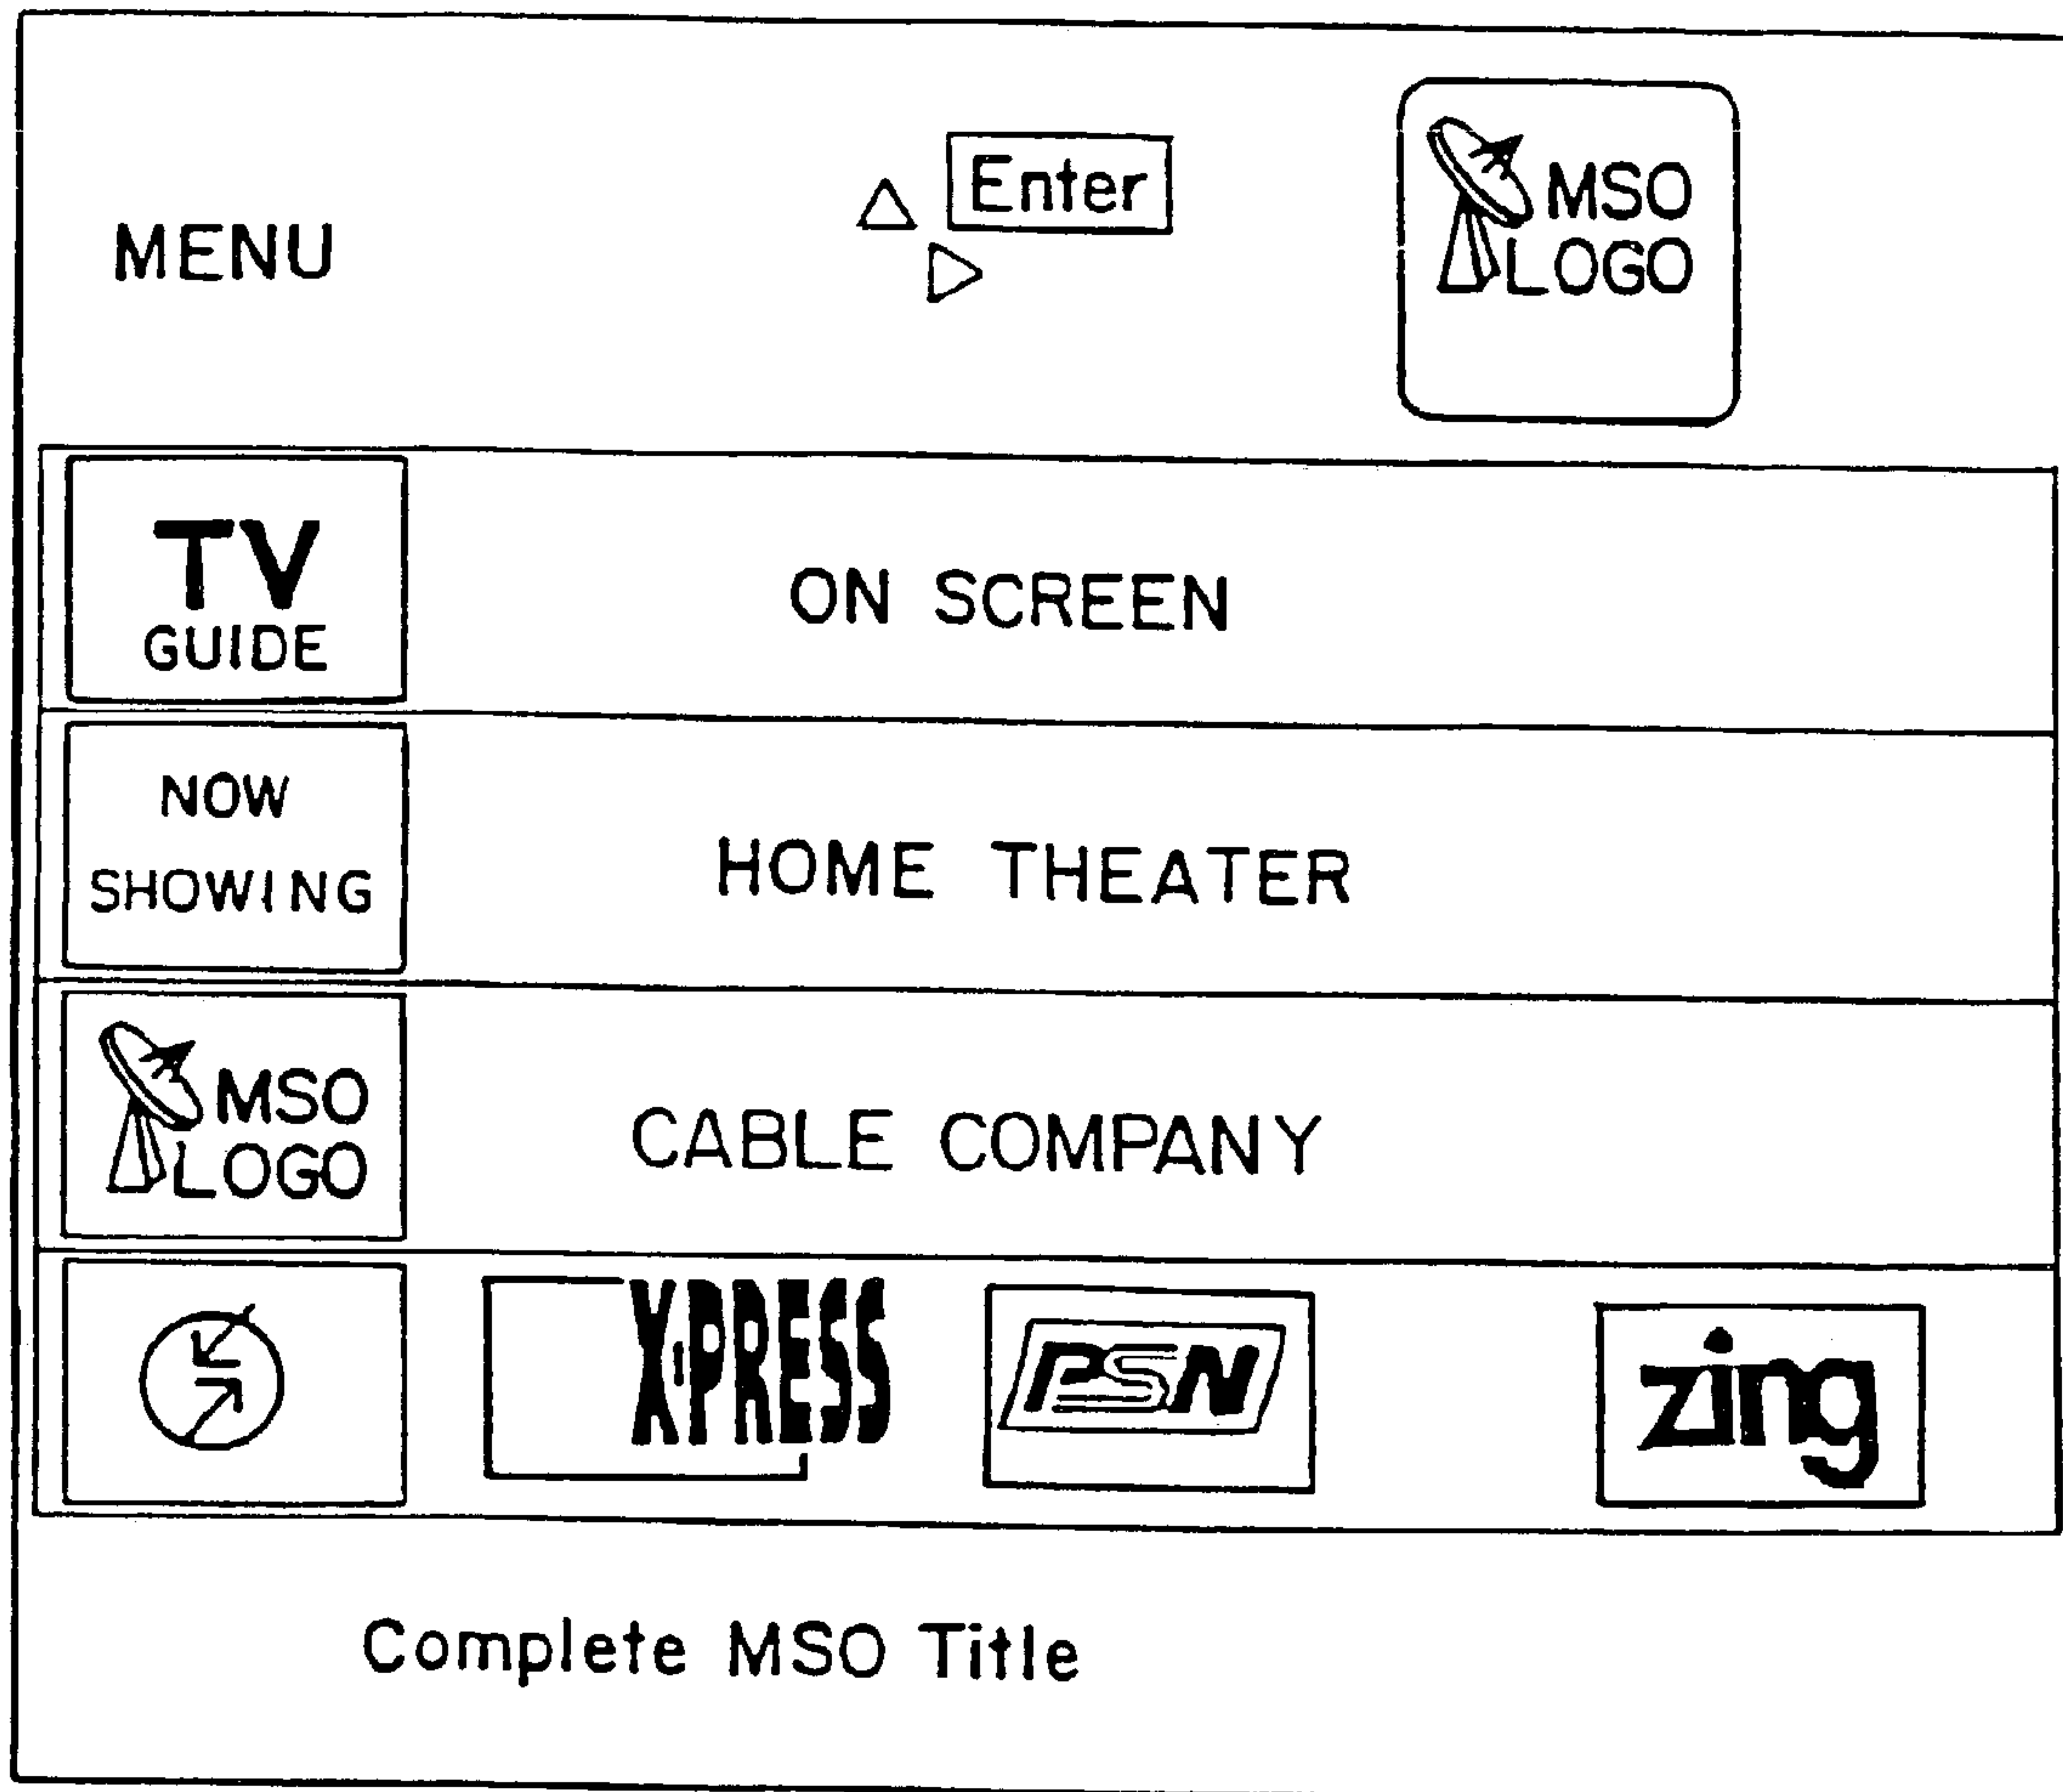 MENU
Enter
MSO
LOGO
TV
GUIDE
ON SCREEN
NOW
SHOWING
HOME THEATER
MSO
LOGO
CABLE COMPANY
X·PRESS
PSN
zing
Complete MSO Title